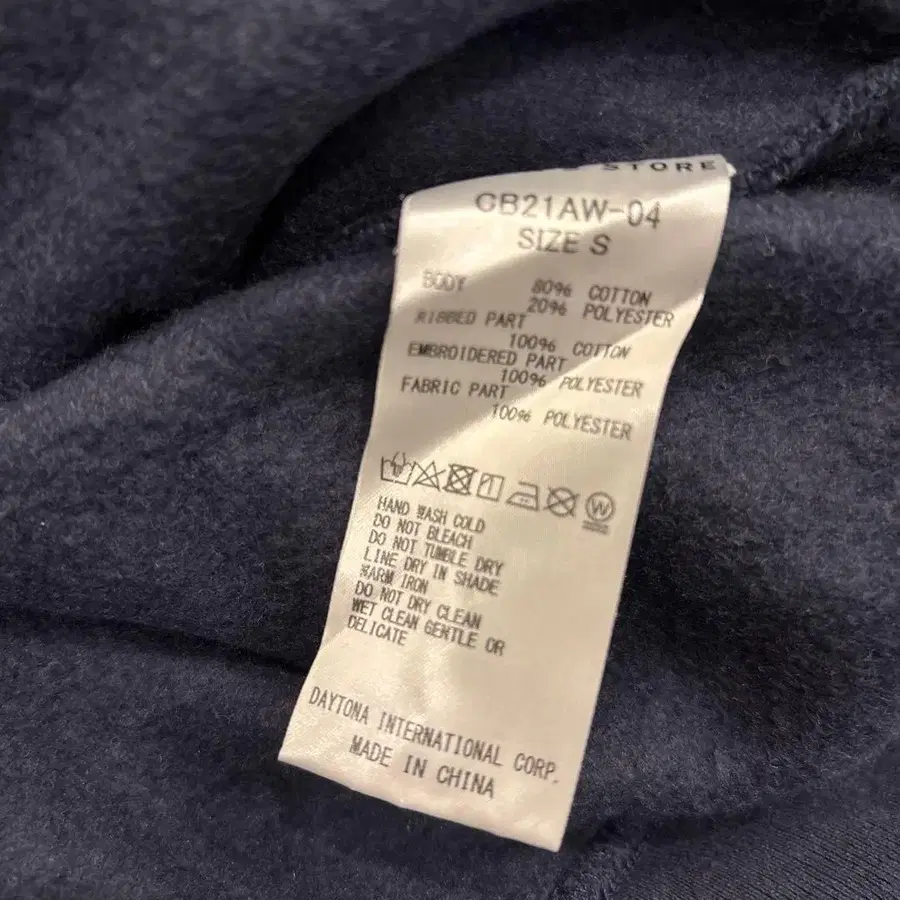 STORE
CB21AW-04
SIZE S
BODY 80% COTTON
20% POLYESTER
RIBBED PART
100% COTTON
EMBROIDERED PART
100% POLYESTER
FABRIC PART
100% POLYESTER
W
HAND WASH COLD
DO NOT BLEACH
DO NOT TUMBLE DRY
LINE DRY IN SHADE
WARM IRON
DO NOT DRY CLEAN
WET CLEAN GENTLE OR
DELICATE
DAYTONA INTERNATIONAL CORP.
MADE IN CHINA